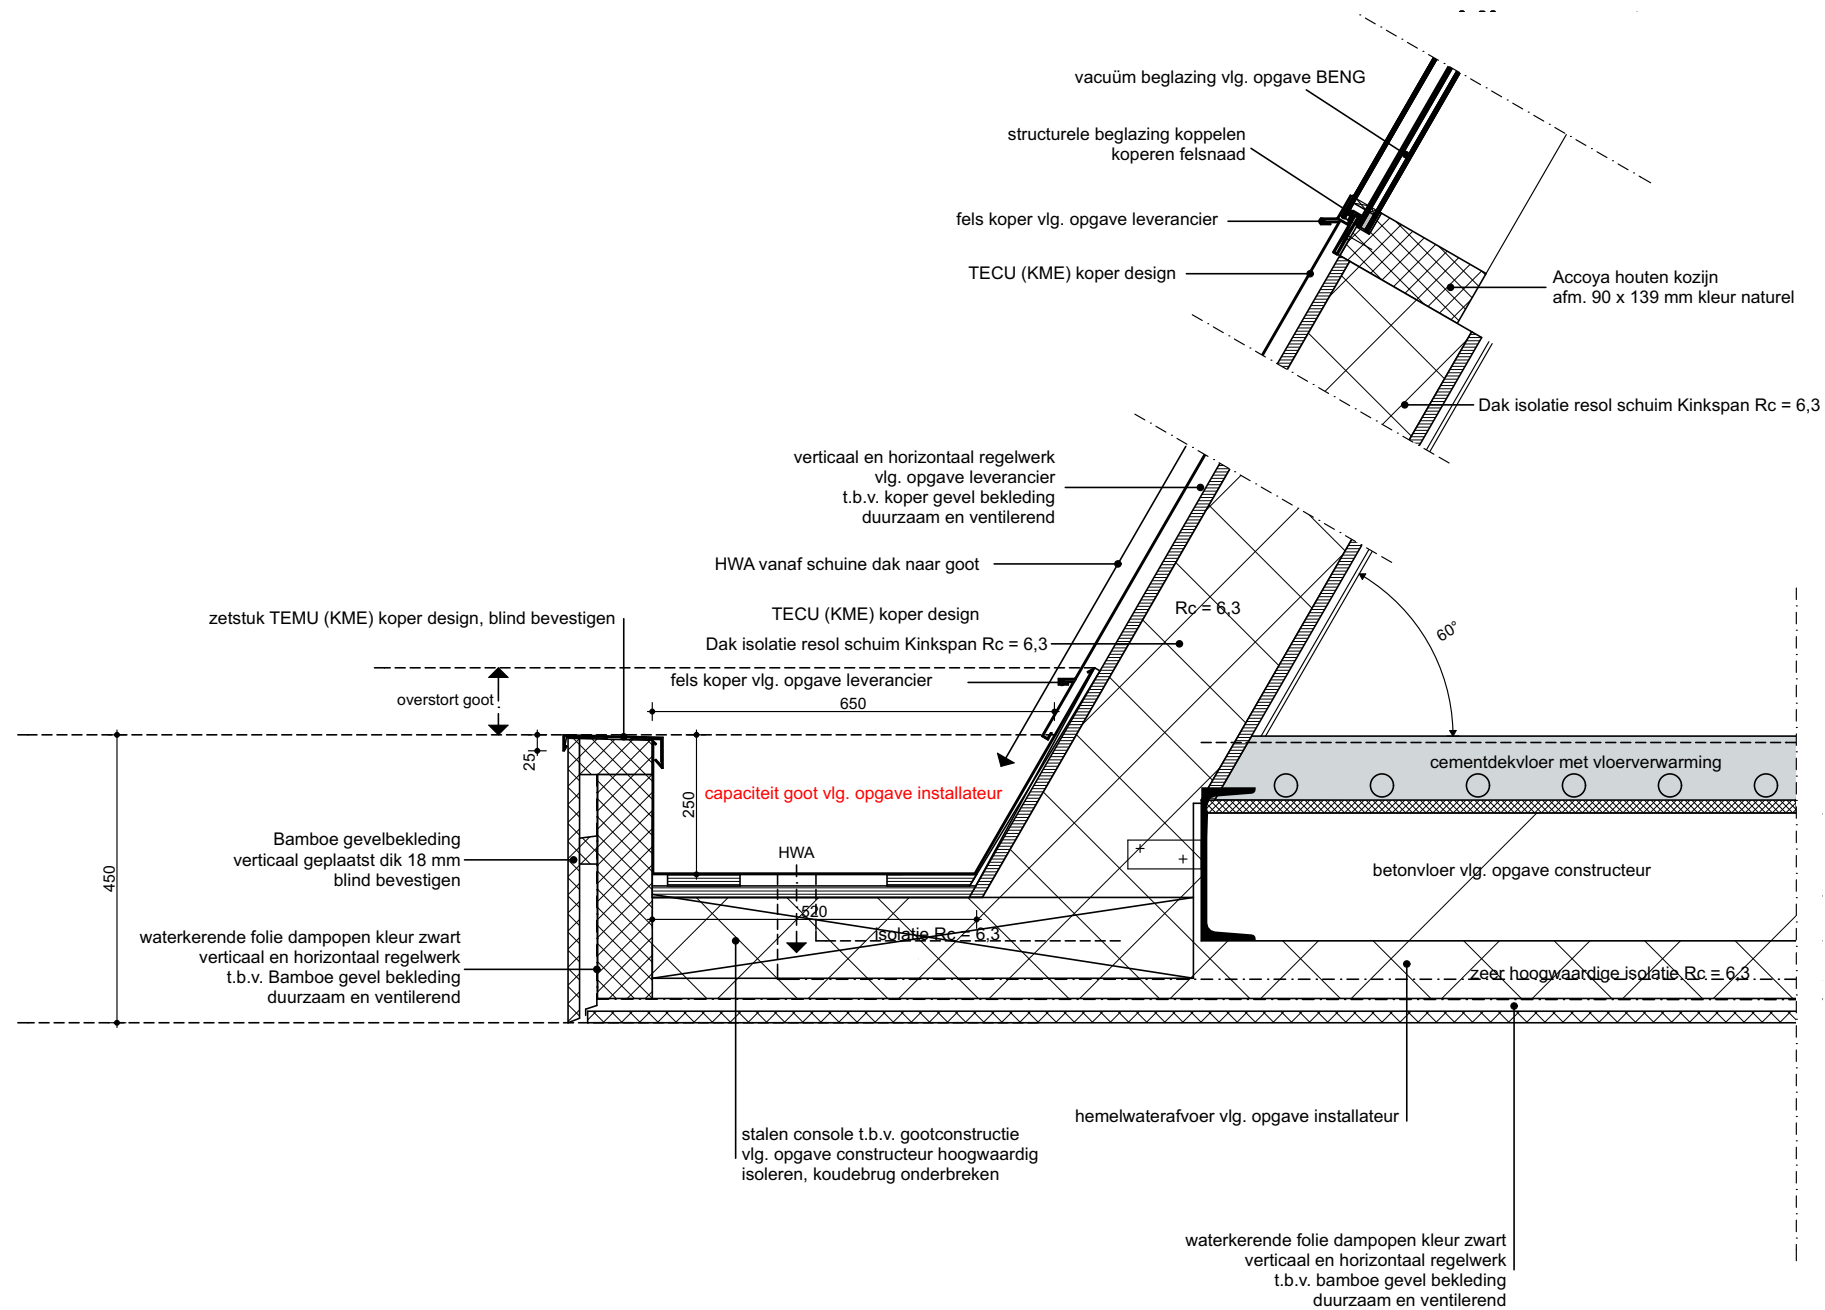 vacuüm beglazing vlg. opgave BENG
structurele beglazing koppelen
koperen felsnaad
fels koper vlg. opgave leverancier
TECU (KME) koper design
Accoya houten kozijn
afm. 90 x 139 mm kleur naturel
Dak isolatie resol schuim Kinkspan Rc = 6,3
verticaal en horizontaal regelwerk
vlg. opgave leverancier
t.b.v. koper gevel bekleding
duurzaam en ventilerend
HWA vanaf schuine dak naar goot
TECU (KME) koper design
Rc = 6,3
60°
zetstuk TEMU (KME) koper design, blind bevestigen
Dak isolatie resol schuim Kinkspan Rc = 6,3
fels koper vlg. opgave leverancier
overstort goot
650
25
250
450
capaciteit goot vlg. opgave installateur
cementdekvloer met vloerverwarming
Bamboe gevelbekleding
verticaal geplaatst dik 18 mm
blind bevestigen
HWA
betonvloer vlg. opgave constructeur
520
isolatie Rc = 6,3
waterkerende folie dampopen kleur zwart
verticaal en horizontaal regelwerk
t.b.v. Bamboe gevel bekleding
duurzaam en ventilerend
zeer hoogwaardige isolatie Rc = 6,3
hemelwaterafvoer vlg. opgave installateur
stalen console t.b.v. gootconstructie
vlg. opgave constructeur hoogwaardig
isoleren, koudebrug onderbreken
waterkerende folie dampopen kleur zwart
verticaal en horizontaal regelwerk
t.b.v. bamboe gevel bekleding
duurzaam en ventilerend